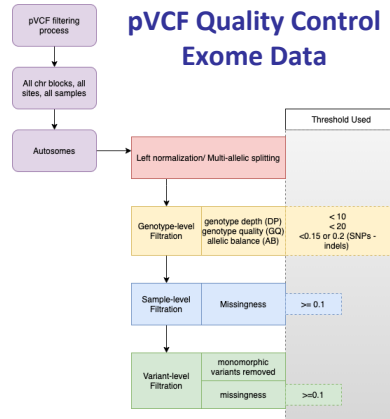 pVCF Quality Control
Exome Data
pVCF filtering
process
All chr blocks, all
sites, all samples
Autosomes
Threshold Used
Left normalization/ Multi-allelic splitting
Genotype-level
Filtration
genotype depth (DP)
genotype quality (GQ)
allelic balance (AB)
< 10
< 20
<0.15 or 0.2 (SNPs -
indels)
Sample-level
Filtration
Missingness
>= 0.1
Variant-level
Filtration
monomorphic
variants removed
missingness
>=0.1